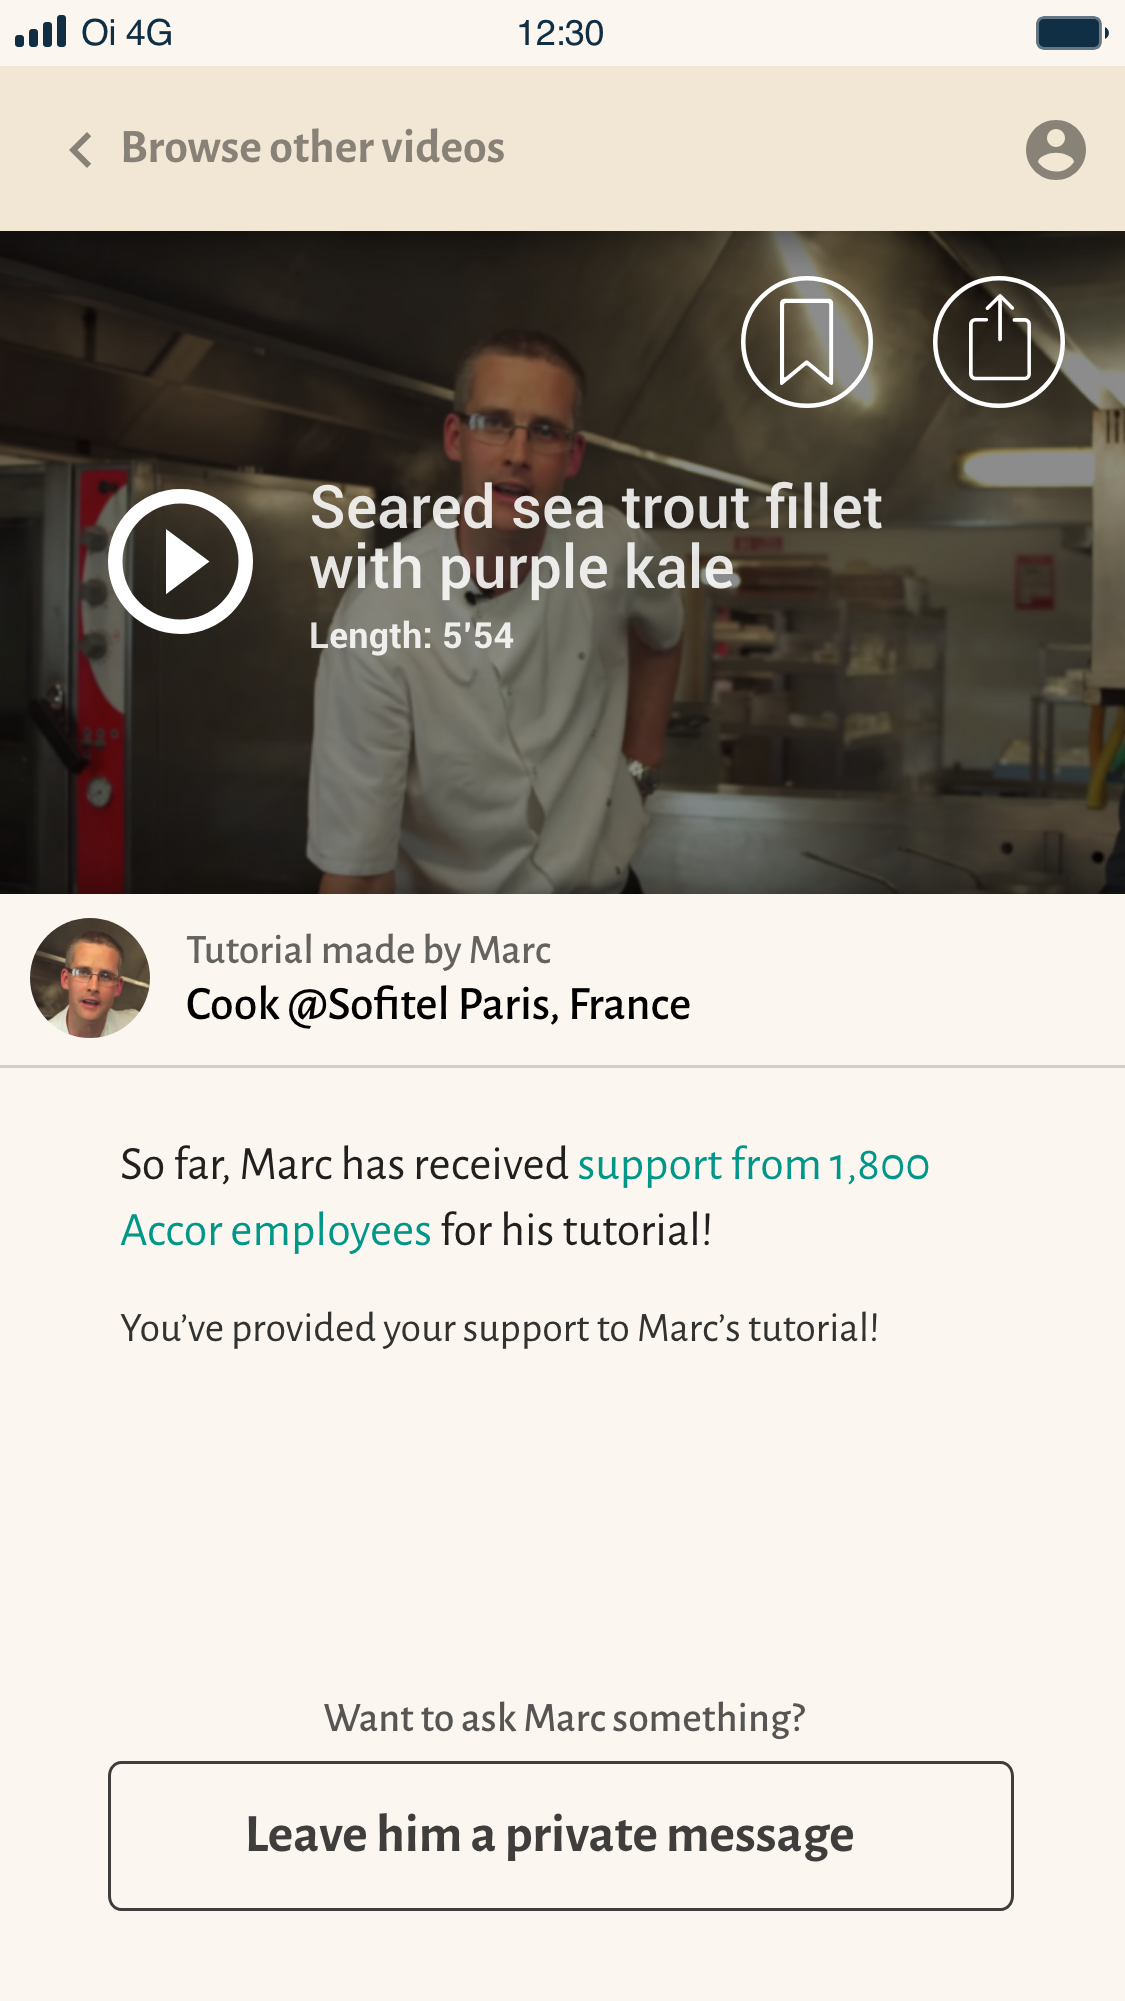 Oi 4G
12:30
Browse other videos
Seared sea trout fillet
with purple kale
Length: 5'54
Tutorial made by Marc
Cook @Sofitel Paris, France
So far, Marc has received support from 1,800
Accor employees for his tutorial!
You’ve provided your support to Marc’s tutorial!
Want to ask Marc something?
Leave him a private message